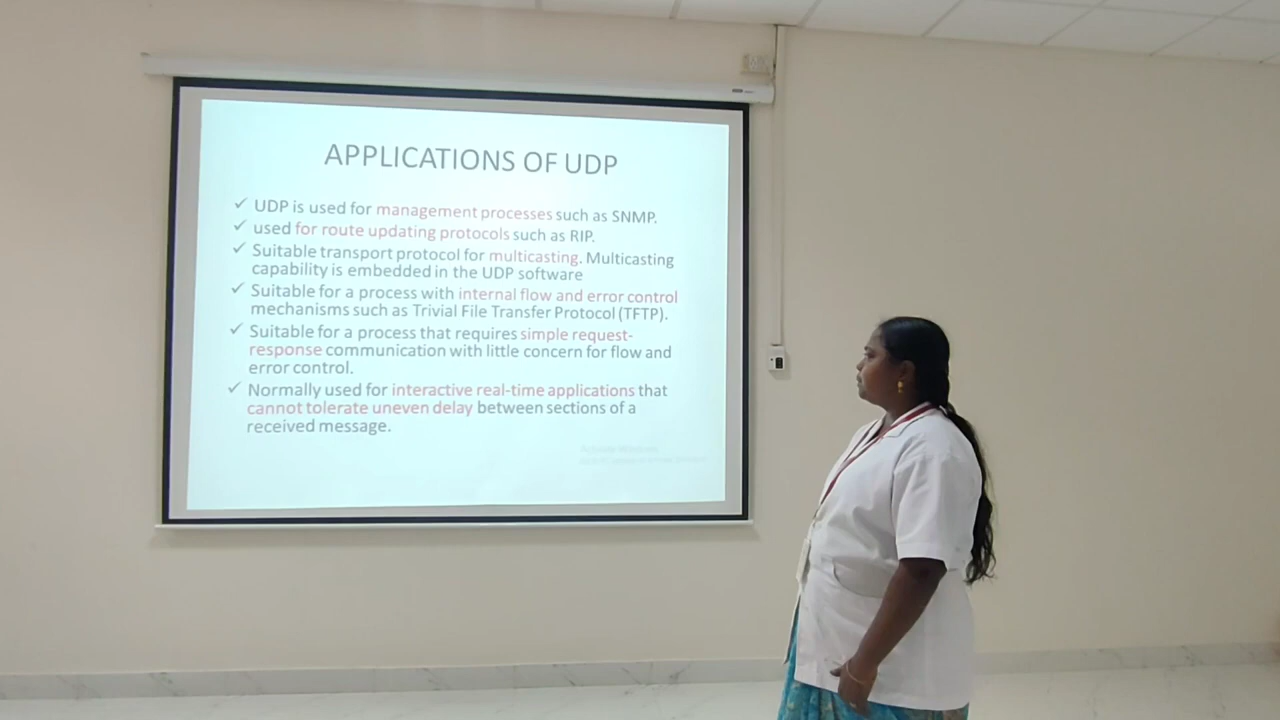 APPLICATIONS OF UDP
✓ UDP is used for management processes such as SNMP.
✓ used for route updating protocols such as RIP.
✓ Suitable transport protocol for multicasting. Multicasting
capability is embedded in the UDP software
✓ Suitable for a process with internal flow and error control
mechanisms such as Trivial File Transfer Protocol (TFTP).
✓ Suitable for a process that requires simple request-
response communication with little concern for flow and
error control.
✓ Normally used for interactive real-time applications that
cannot tolerate uneven delay between sections of a
received message.